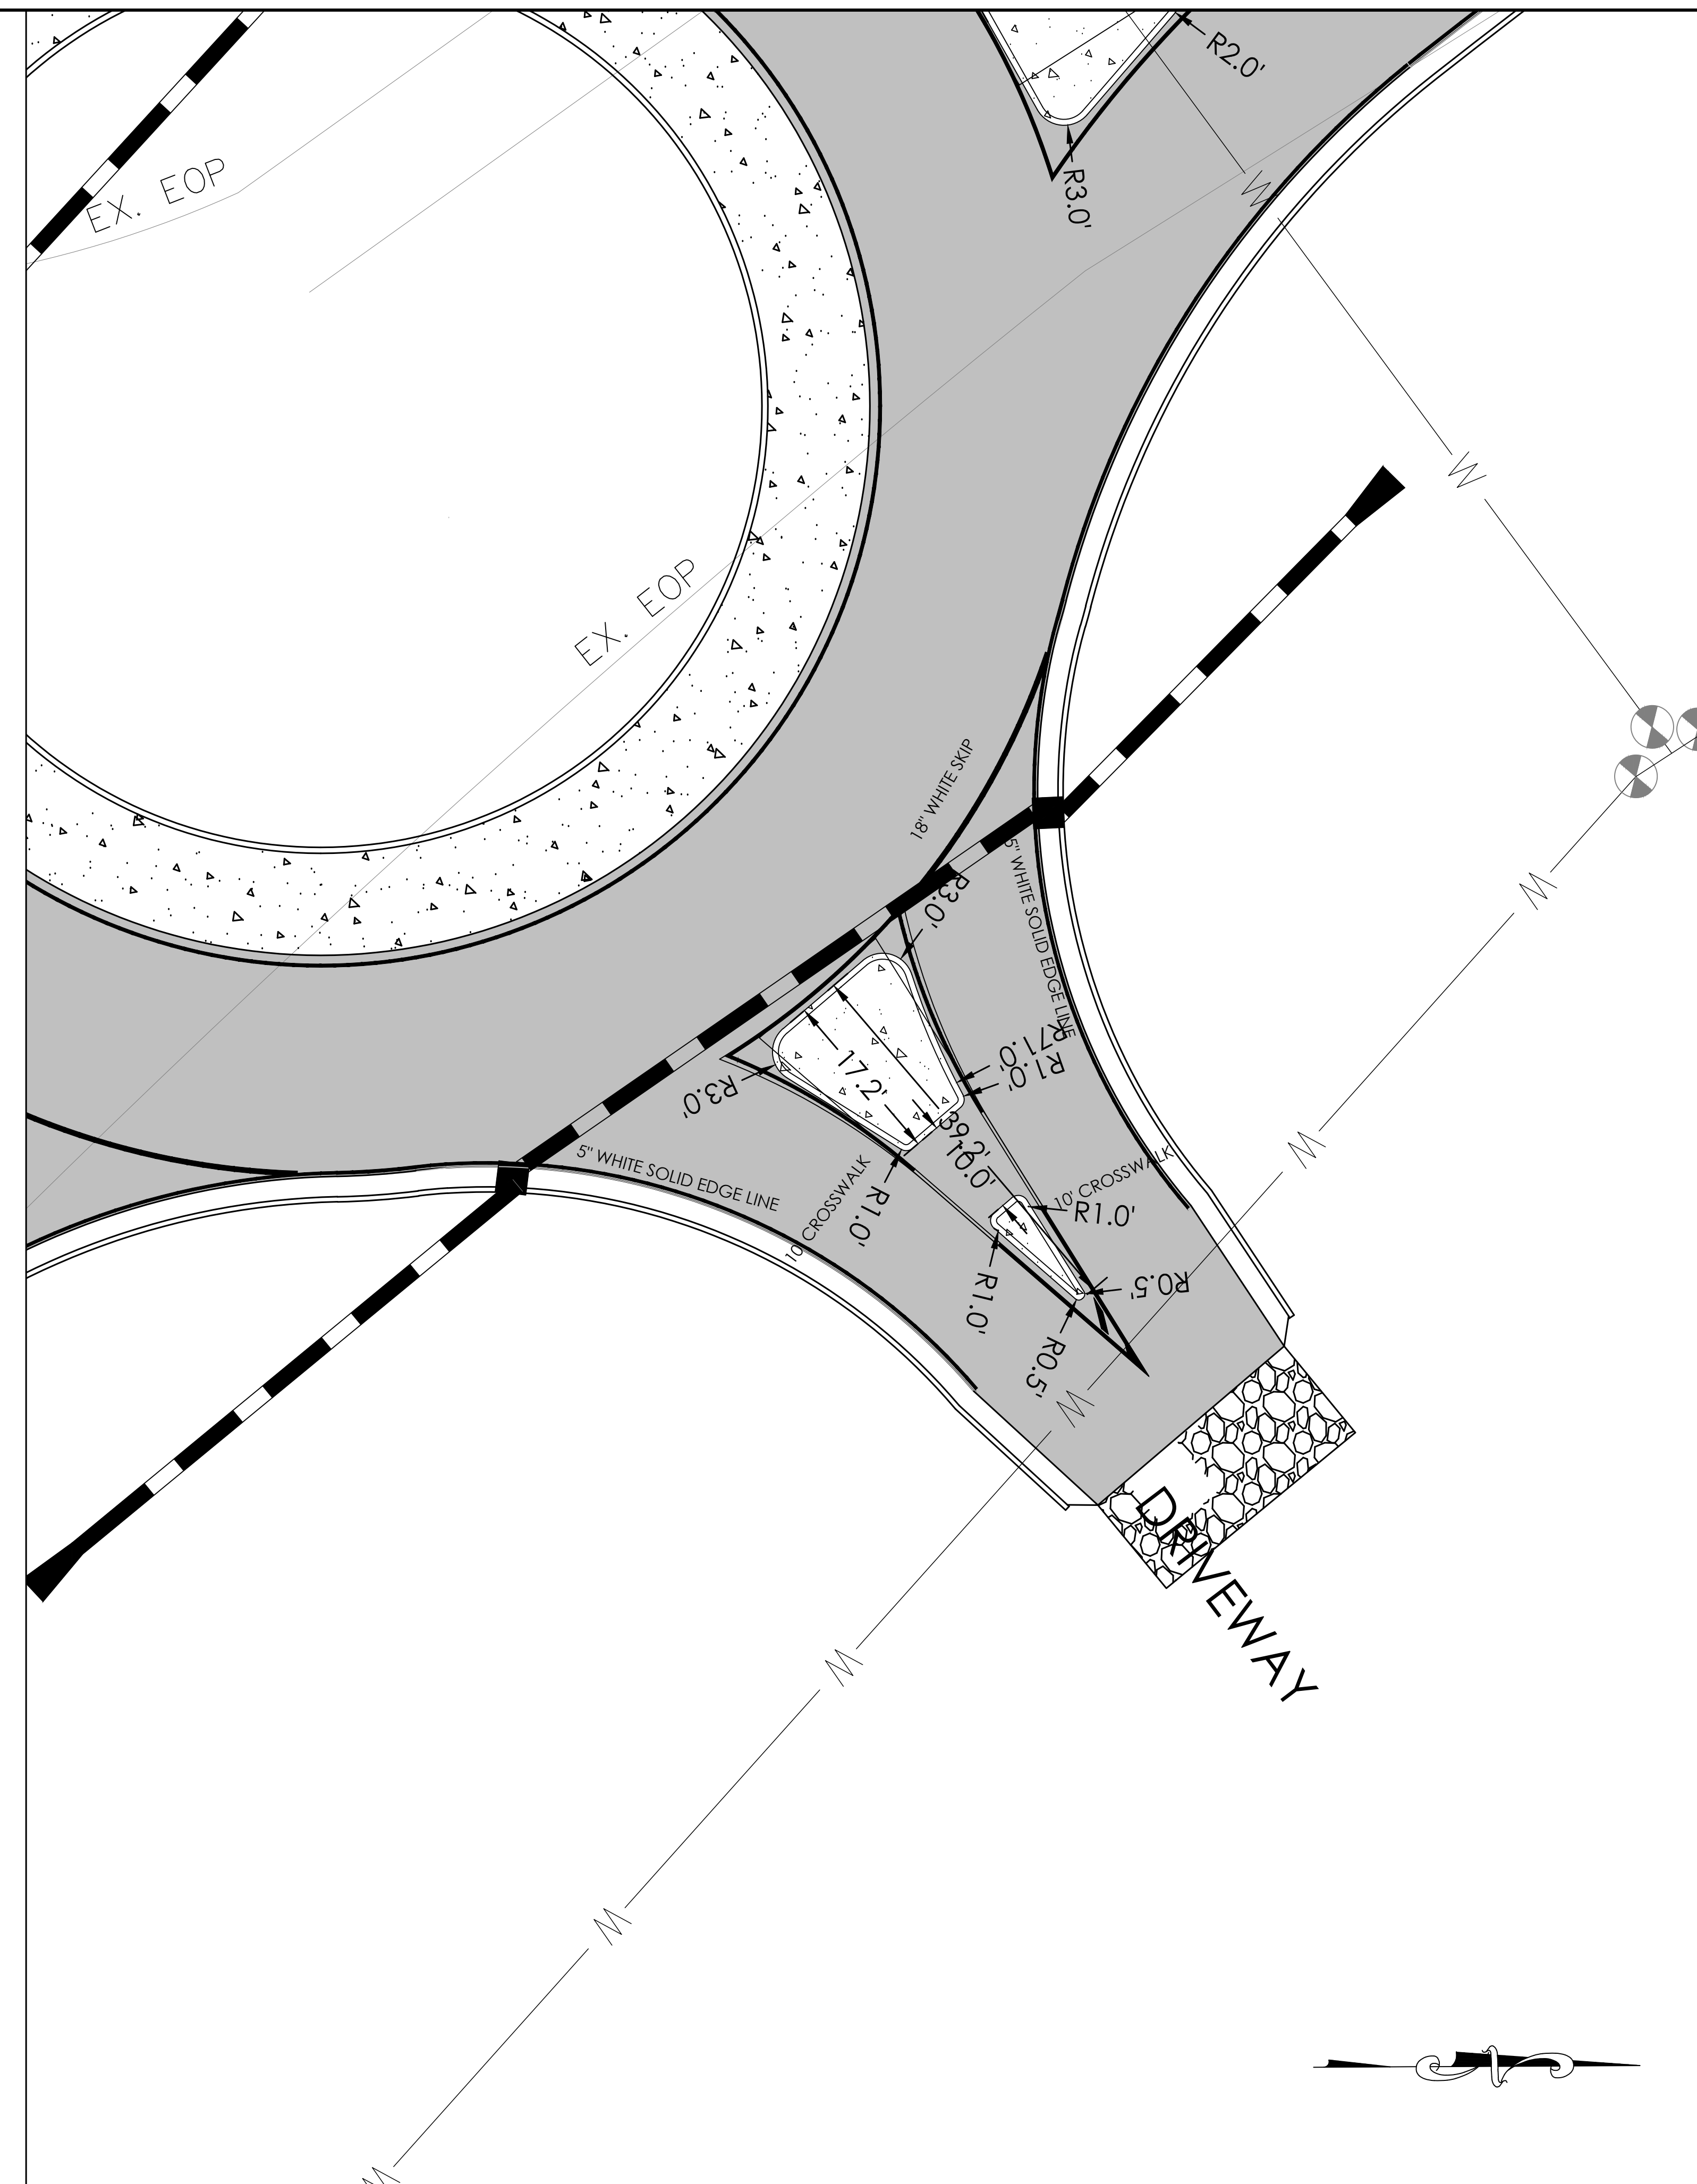 R2.0'
EX. EOP
R3.0'
W
W
EX. EOP
18" WHITE SKIP
5" WHITE SOLID EDGE LINE
W
R3.0'
R71.0'
R1.0'
17.2'
R3.0'
39.2'
10.0'
5" WHITE SOLID EDGE LINE
10' CROSSWALK
R1.0'
10' CROSSWALK
R1.0'
W
R1.0'
R0.5'
R0.5'
W
DRIVEWAY
W
W
W
N